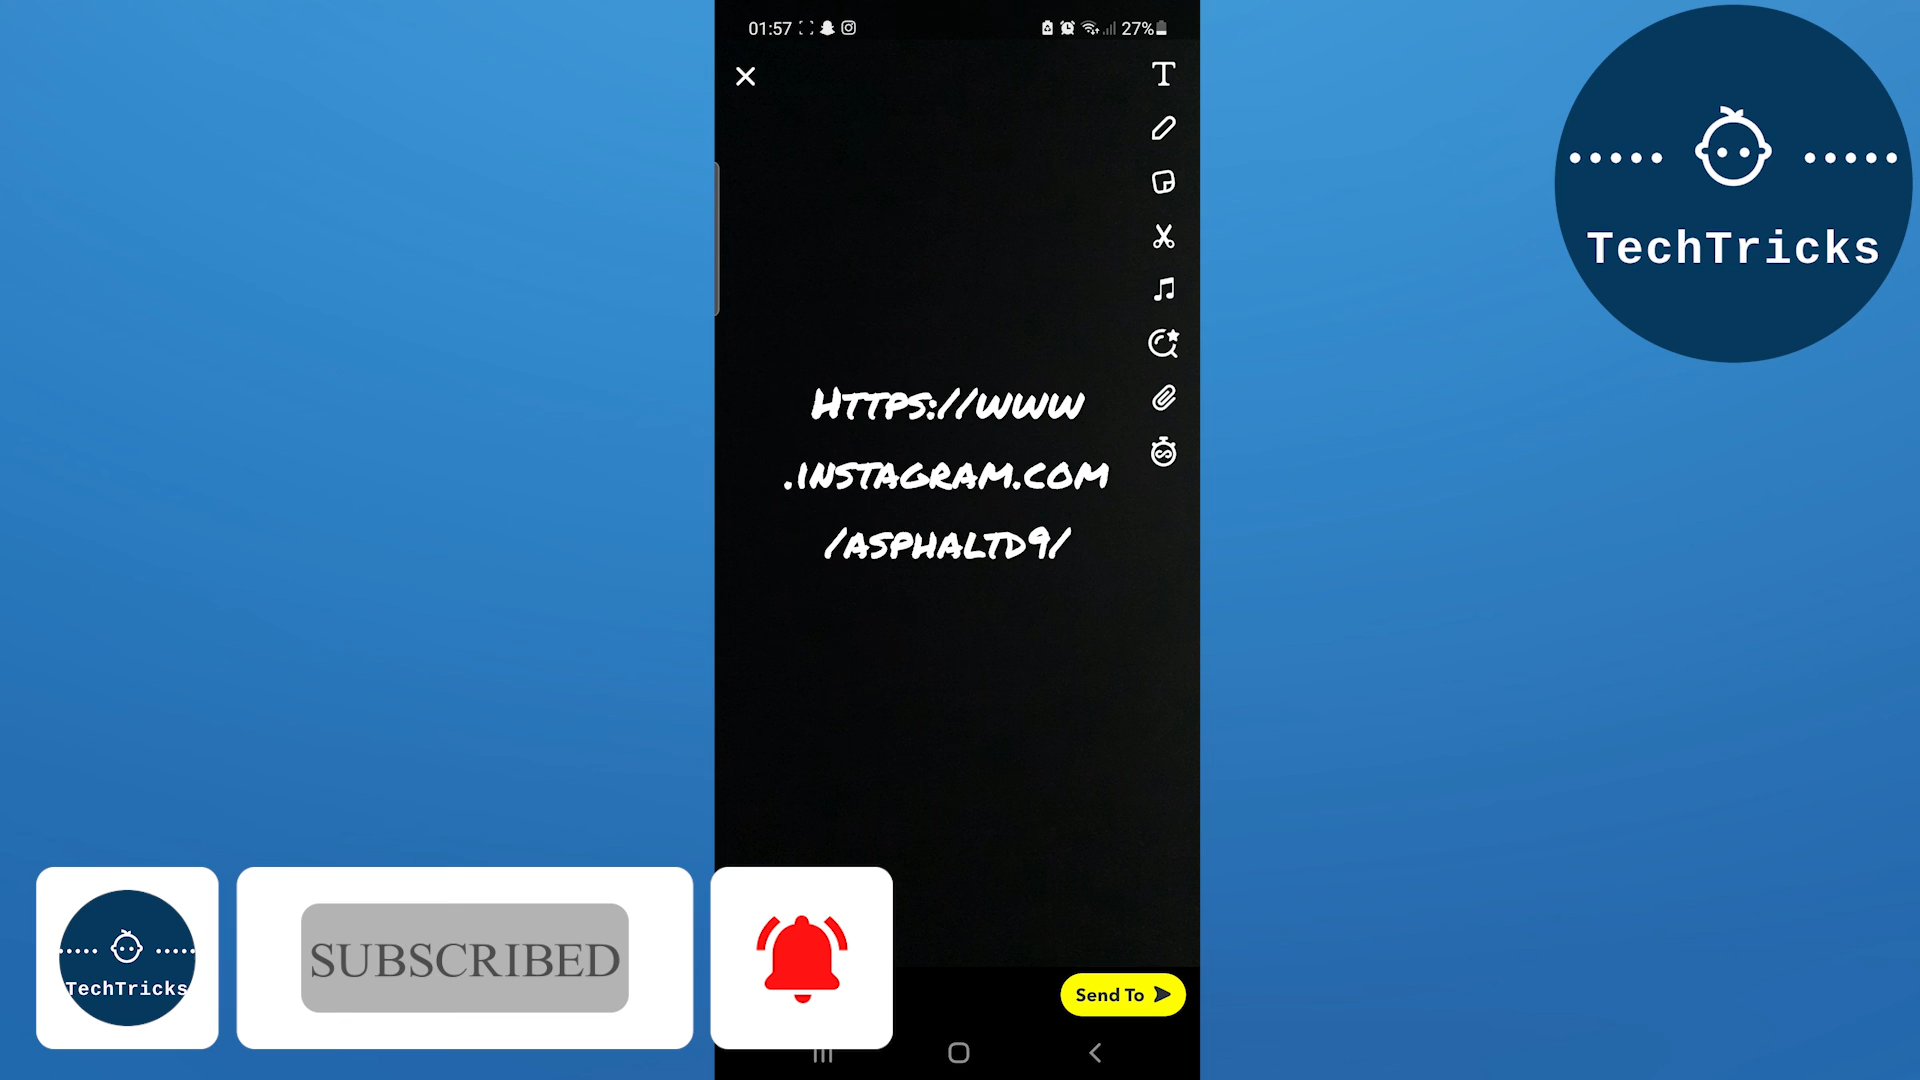 01:57
27%
TechTricks
Https://www
.instagram.com
/asphaltd9/
TechTricks
SUBSCRIBED
Send To